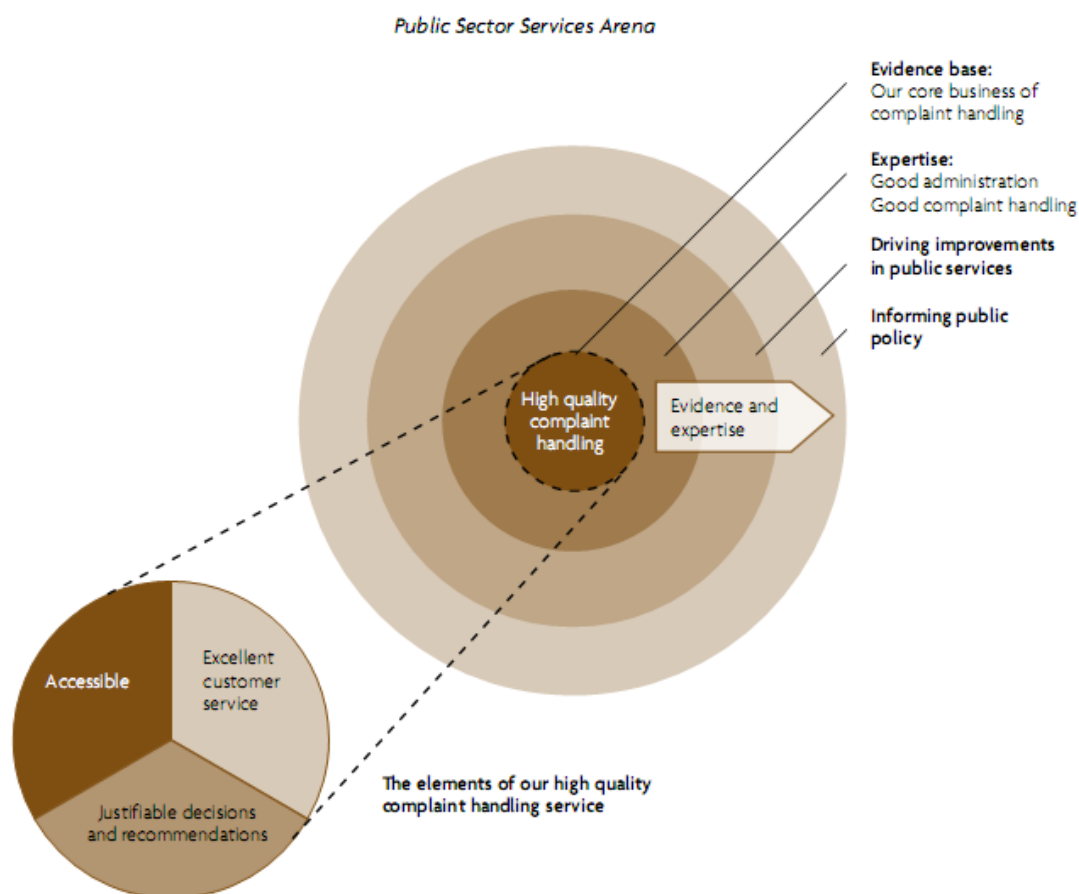 Public Sector Services Arena
Evidence base:
Our core business of
complaint handling
Expertise:
Good administration
Good complaint handling
Driving improvements
in public services
Informing public
policy
High quality
complaint
handling
Evidence and
expertise
Accessible
Excellent
customer
service
Justifiable decisions
and recommendations
The elements of our high quality
complaint handling service